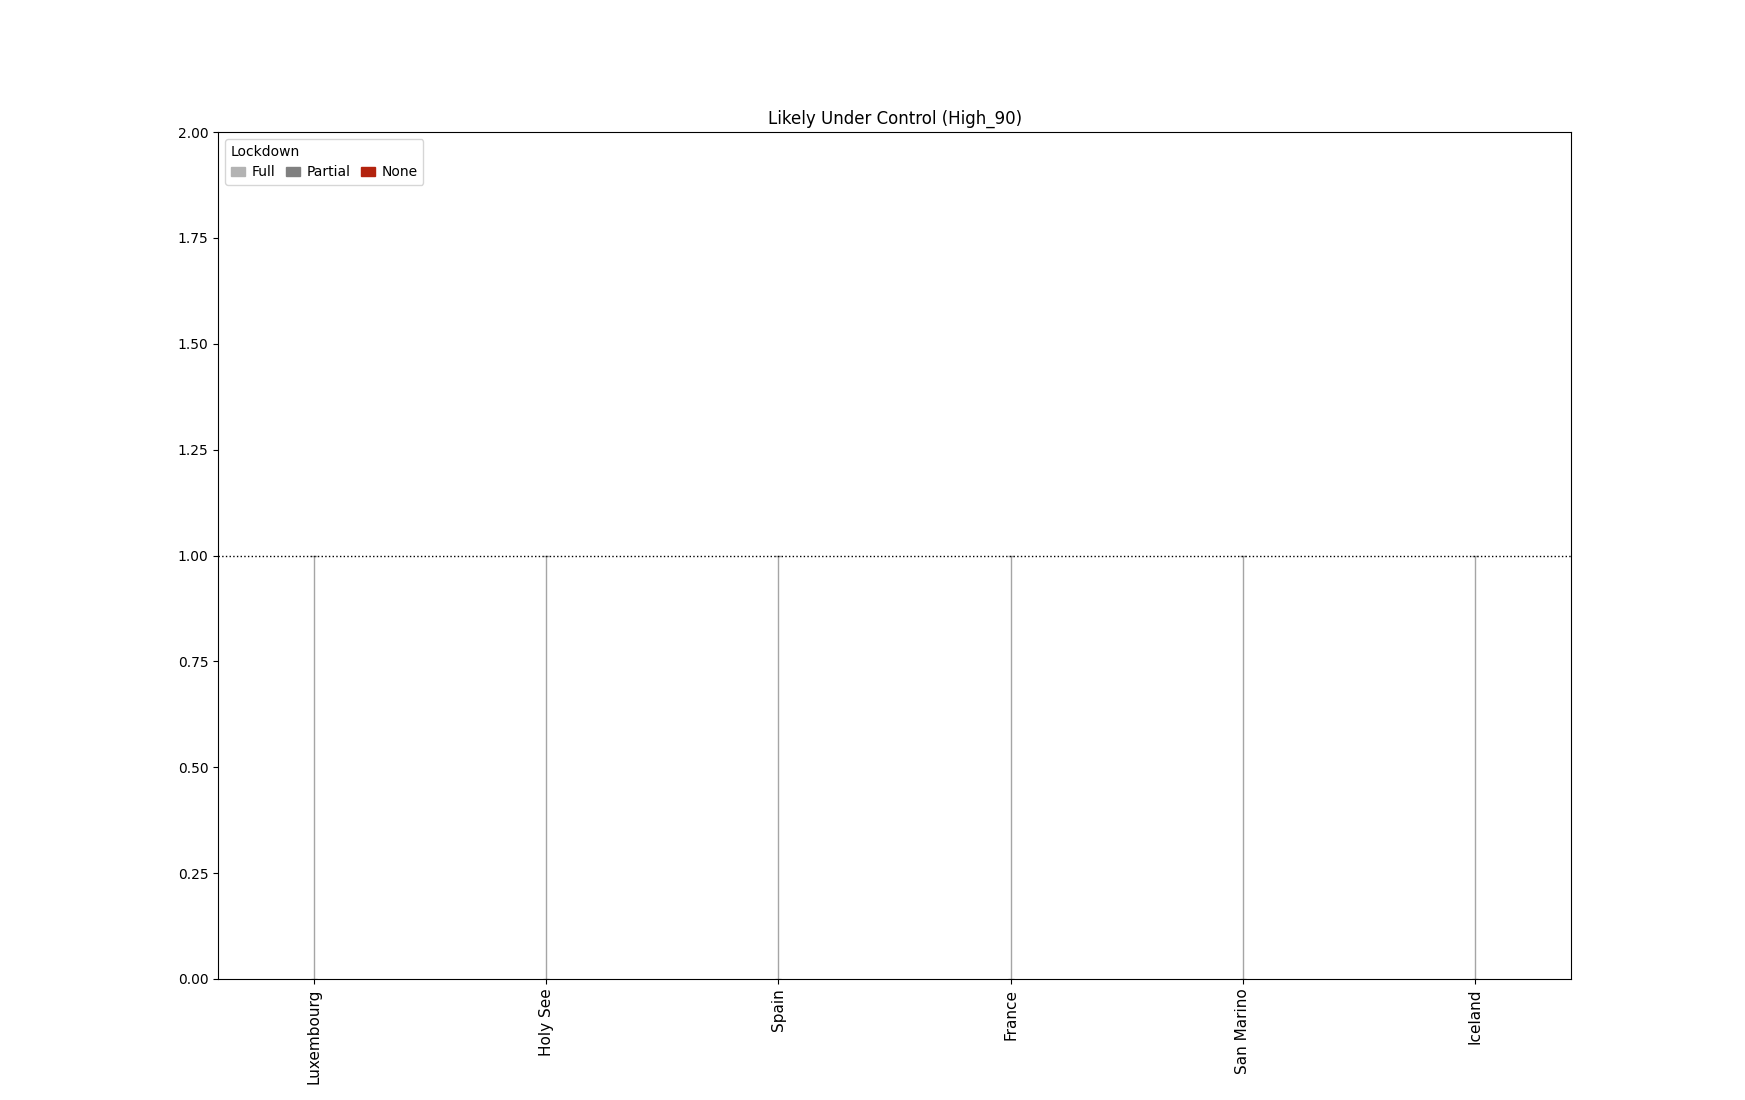 Likely Under Control (High_90)
Lockdown
Full Partial None
2.00
1.75
1.50
1.25
1.00
0.75
0.50
0.25
0.00
Luxembourg
Holy See
Spain
France
San Marino
Iceland